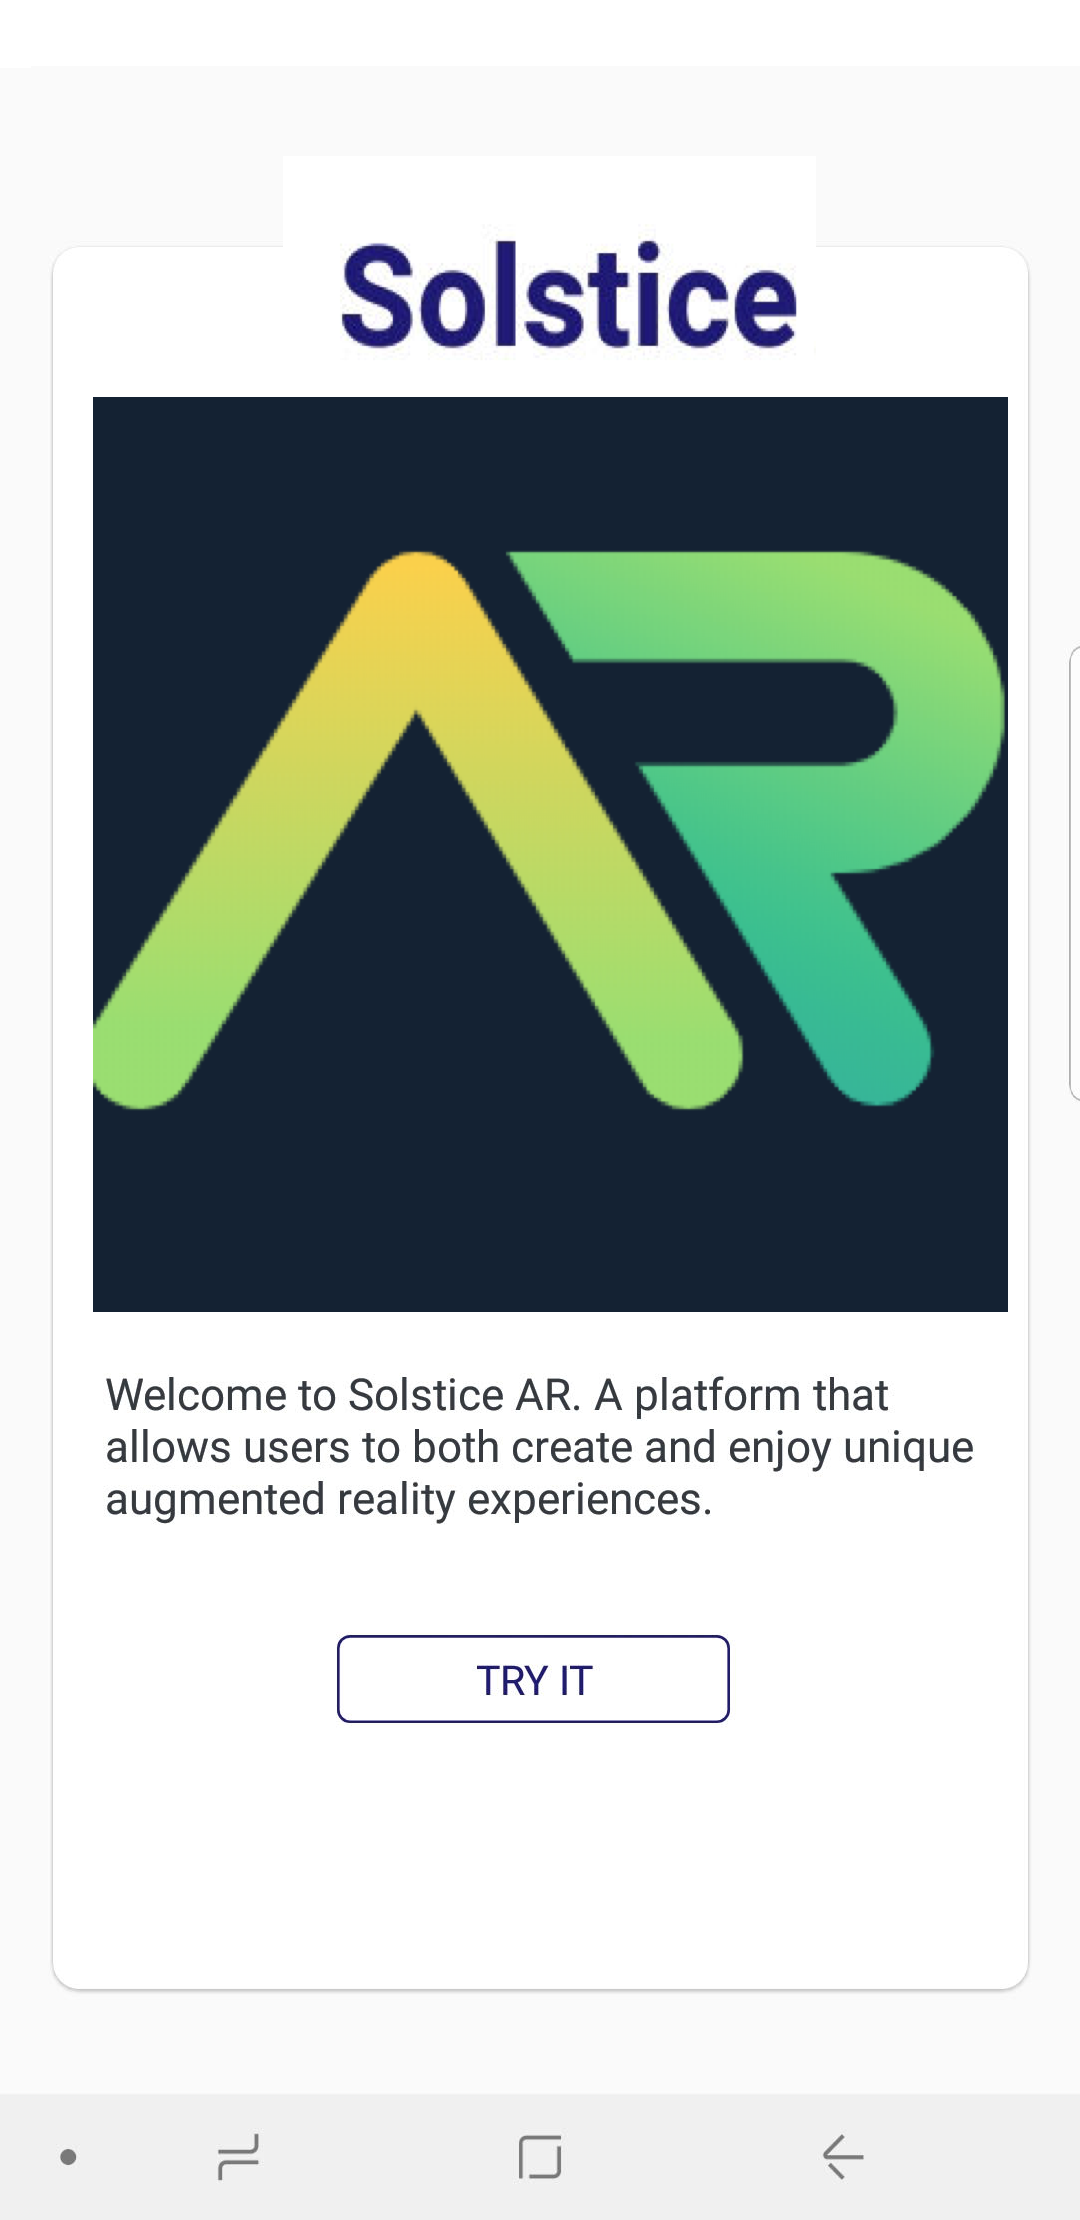 Solstice
AR
Welcome to Solstice AR. A platform that
allows users to both create and enjoy unique
augmented reality experiences.
TRY IT